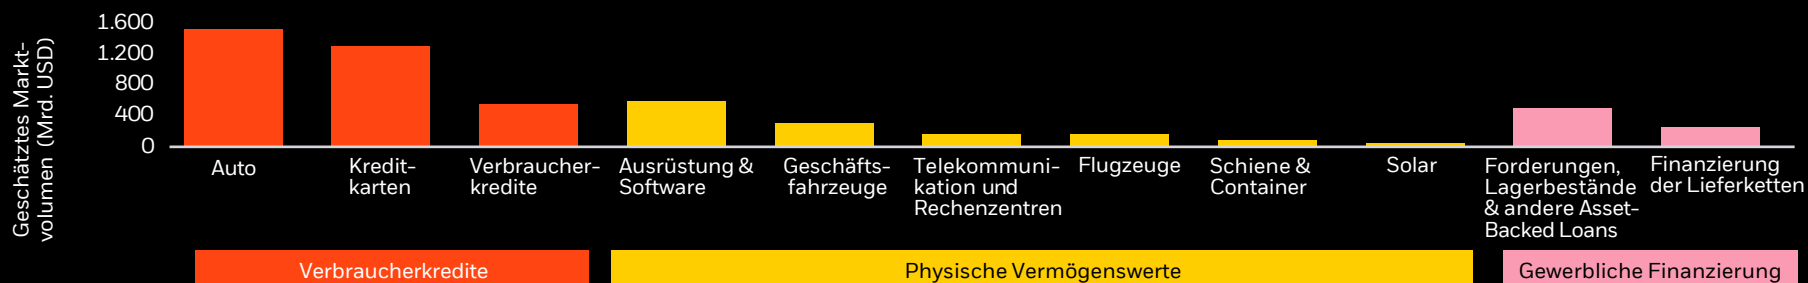 Geschätztes Markt-
volumen (Mrd. USD)
1.600
1.200
800
400
0
Auto
Kredit-
karten
Verbraucher-
kredite
Ausrüstung &
Software
Geschäfts-
fahrzeuge
Telekommuni-
kation und
Rechenzentren
Flugzeuge
Schiene &
Container
Solar
Forderungen,
Lagerbestände
& andere Asset-
Backed Loans
Finanzierung
der Lieferketten
Verbraucherkredite
Physische Vermögenswerte
Gewerbliche Finanzierung